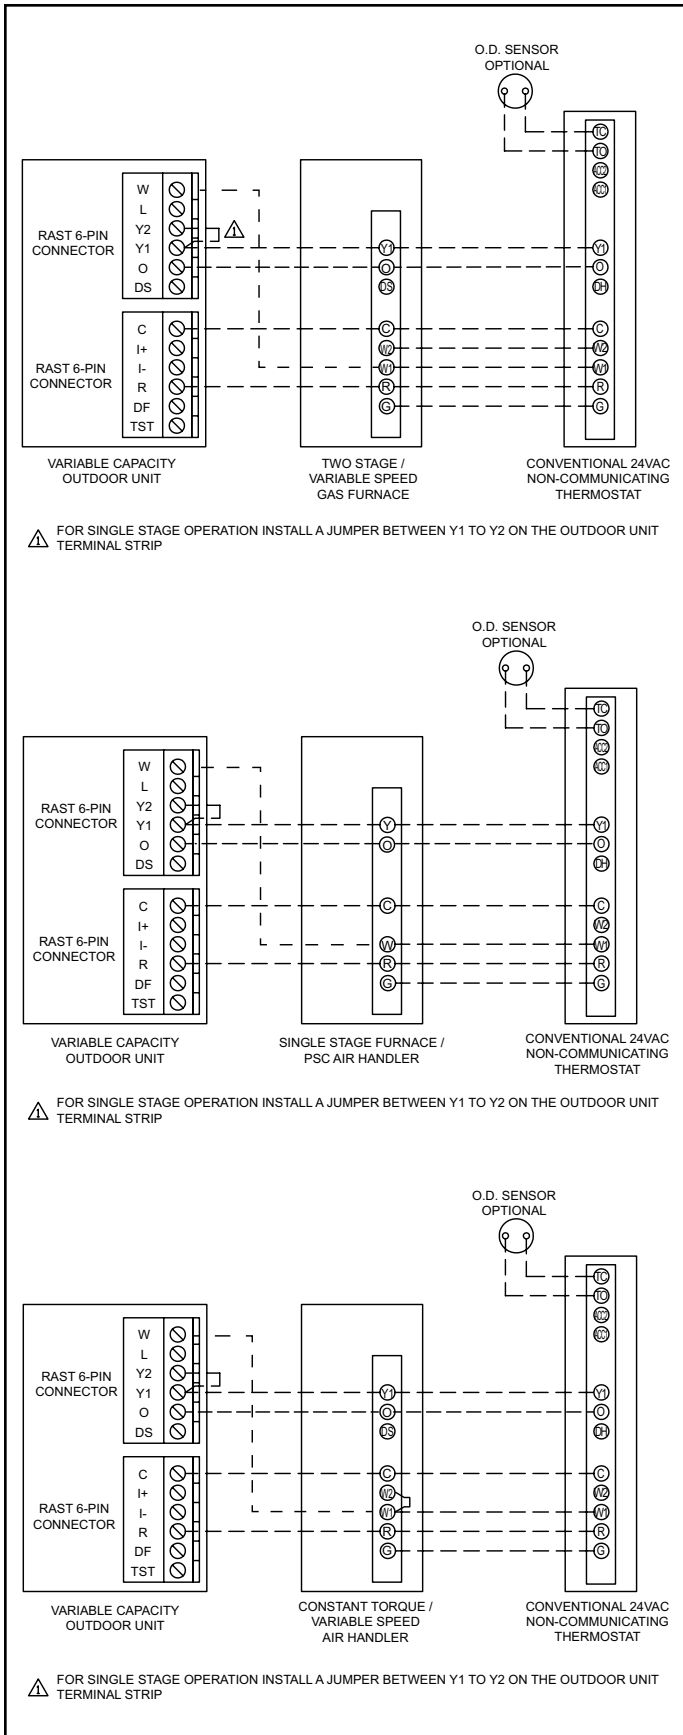 O.D. SENSOR
OPTIONAL
TC
TO
ACC2
ACC1
Y1
O
DH
C
W2
W1
R
G
RAST 6-PIN
CONNECTOR
W
L
Y2
Y1
O
DS
RAST 6-PIN
CONNECTOR
C
I+
I-
R
DF
TST
1
Y1
O
DS
C
W2
W1
R
G
VARIABLE CAPACITY
OUTDOOR UNIT
TWO STAGE /
VARIABLE SPEED
GAS FURNACE
CONVENTIONAL 24VAC
NON-COMMUNICATING
THERMOSTAT
1 FOR SINGLE STAGE OPERATION INSTALL A JUMPER BETWEEN Y1 TO Y2 ON THE OUTDOOR UNIT
TERMINAL STRIP
O.D. SENSOR
OPTIONAL
TC
TO
ACC2
ACC1
Y1
O
DH
C
W2
W1
R
G
RAST 6-PIN
CONNECTOR
W
L
Y2
Y1
O
DS
RAST 6-PIN
CONNECTOR
C
I+
I-
R
DF
TST
Y
O
C
W
R
G
VARIABLE CAPACITY
OUTDOOR UNIT
SINGLE STAGE FURNACE /
PSC AIR HANDLER
CONVENTIONAL 24VAC
NON-COMMUNICATING
THERMOSTAT
1 FOR SINGLE STAGE OPERATION INSTALL A JUMPER BETWEEN Y1 TO Y2 ON THE OUTDOOR UNIT
TERMINAL STRIP
O.D. SENSOR
OPTIONAL
TC
TO
ACC2
ACC1
Y1
O
DH
C
W2
W1
R
G
RAST 6-PIN
CONNECTOR
W
L
Y2
Y1
O
DS
RAST 6-PIN
CONNECTOR
C
I+
I-
R
DF
TST
Y1
O
DS
C
W2
W1
R
G
VARIABLE CAPACITY
OUTDOOR UNIT
CONSTANT TORQUE /
VARIABLE SPEED
AIR HANDLER
CONVENTIONAL 24VAC
NON-COMMUNICATING
THERMOSTAT
1 FOR SINGLE STAGE OPERATION INSTALL A JUMPER BETWEEN Y1 TO Y2 ON THE OUTDOOR UNIT
TERMINAL STRIP